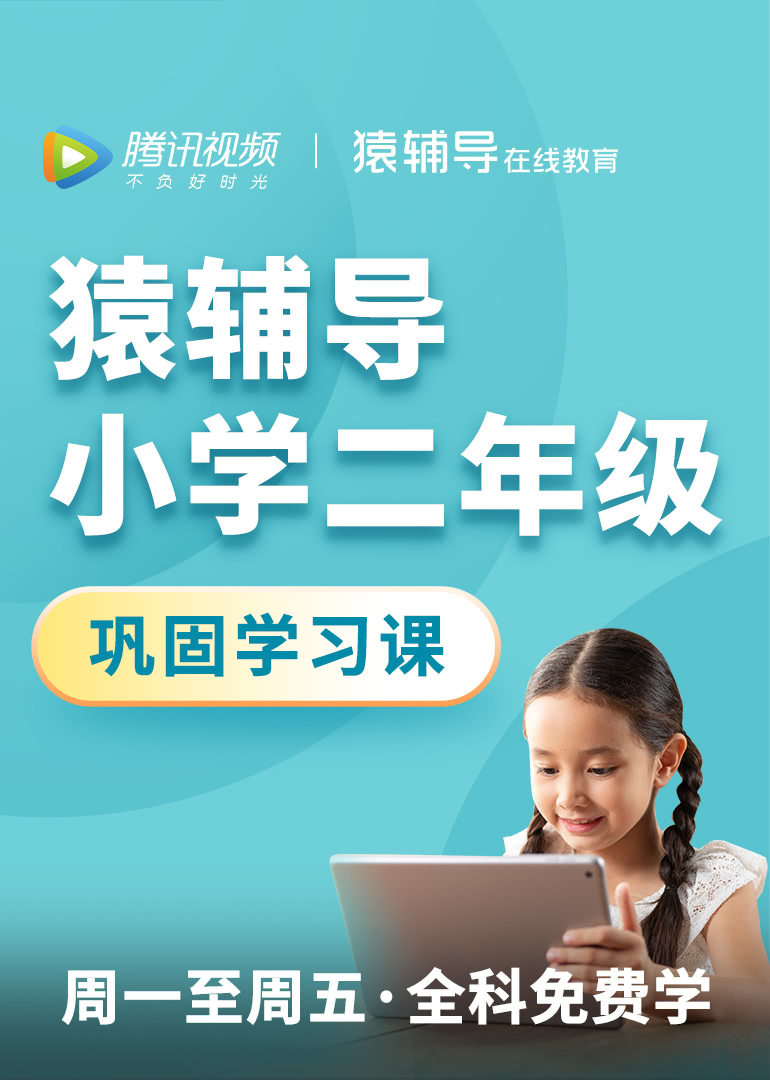 腾讯视频
不负好时光
猿辅导在线教育
猿辅导
小学二年级
巩固学习课
周一至周五·全科免费学